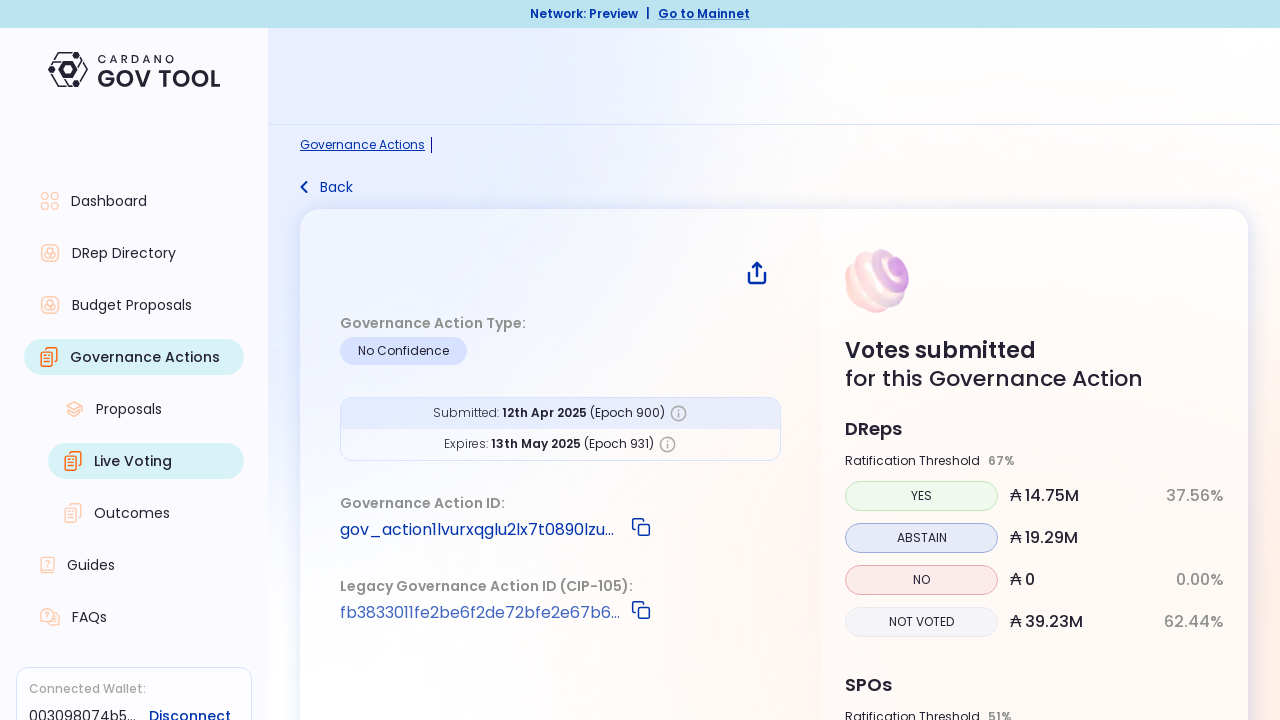 Network: Preview | Go to Mainnet
CARDANO
GOV TOOL
Dashboard
DRep Directory
Budget Proposals
Governance Actions
Proposals
Live Voting
Outcomes
Guides
FAQs
Connected Wallet:
003098074b5... Disconnect
Governance Actions |
Back
Governance Action Type:
No Confidence
Submitted: 12th Apr 2025 (Epoch 900)
Expires: 13th May 2025 (Epoch 931)
Governance Action ID:
gov_action1lvurxqglu2lx7t0890lzu...
Legacy Governance Action ID (CIP-105):
fb3833011fe2be6f2de72bfe2e67b6...
Votes submitted
for this Governance Action
DReps
Ratification Threshold 67%
YES ₳ 14.75M 37.56%
ABSTAIN ₳ 19.29M
NO ₳ 0 0.00%
NOT VOTED ₳ 39.23M 62.44%
SPOs
Ratification Threshold 51%